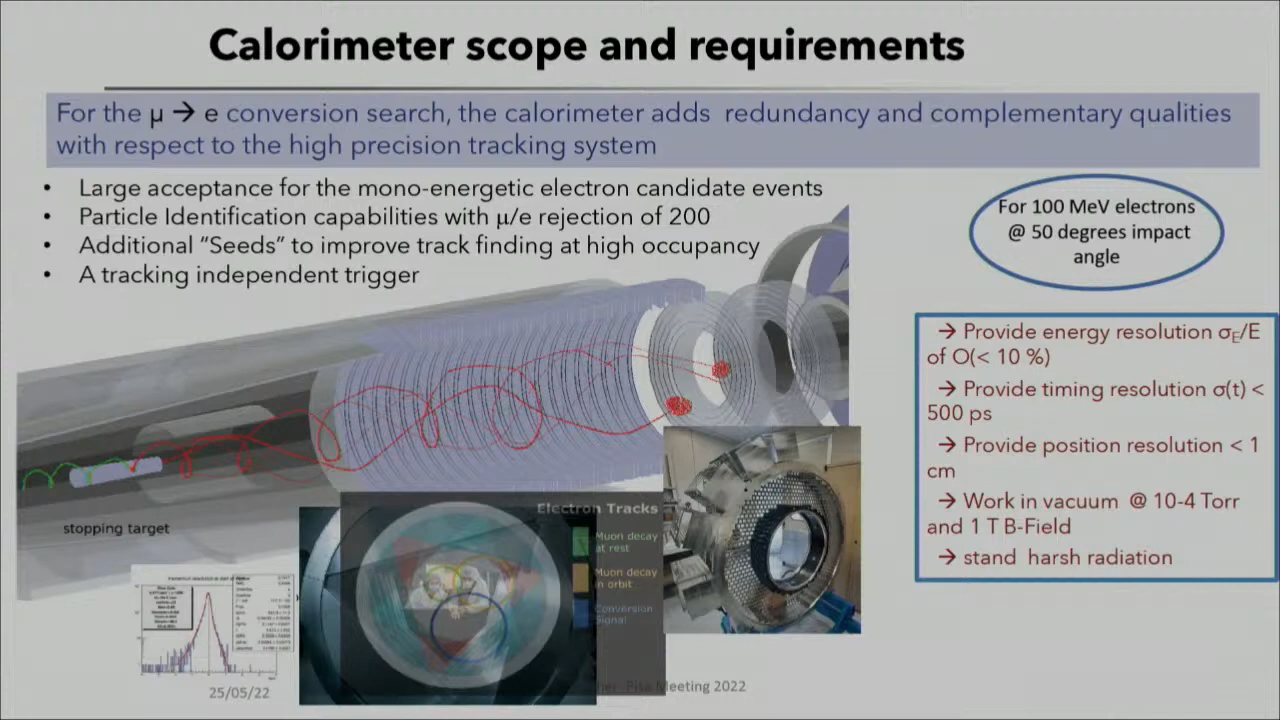 Calorimeter scope and requirements
For the μ → e conversion search, the calorimeter adds redundancy and complementary qualities
with respect to the high precision tracking system
• Large acceptance for the mono-energetic electron candidate events
• Particle Identification capabilities with μ/e rejection of 200
• Additional “Seeds” to improve track finding at high occupancy
• A tracking independent trigger
For 100 MeV electrons
@ 50 degrees impact
angle
→ Provide energy resolution σE/E
of O(< 10 %)
→ Provide timing resolution σ(t) <
500 ps
→ Provide position resolution < 1
cm
→ Work in vacuum @ 10-4 Torr
and 1 T B-Field
→ stand harsh radiation
stopping target
Electron Tracks
Muon decay
at rest
Muon decay
in orbit
Conversion
Signal
25/05/22
Pisa Meeting 2022